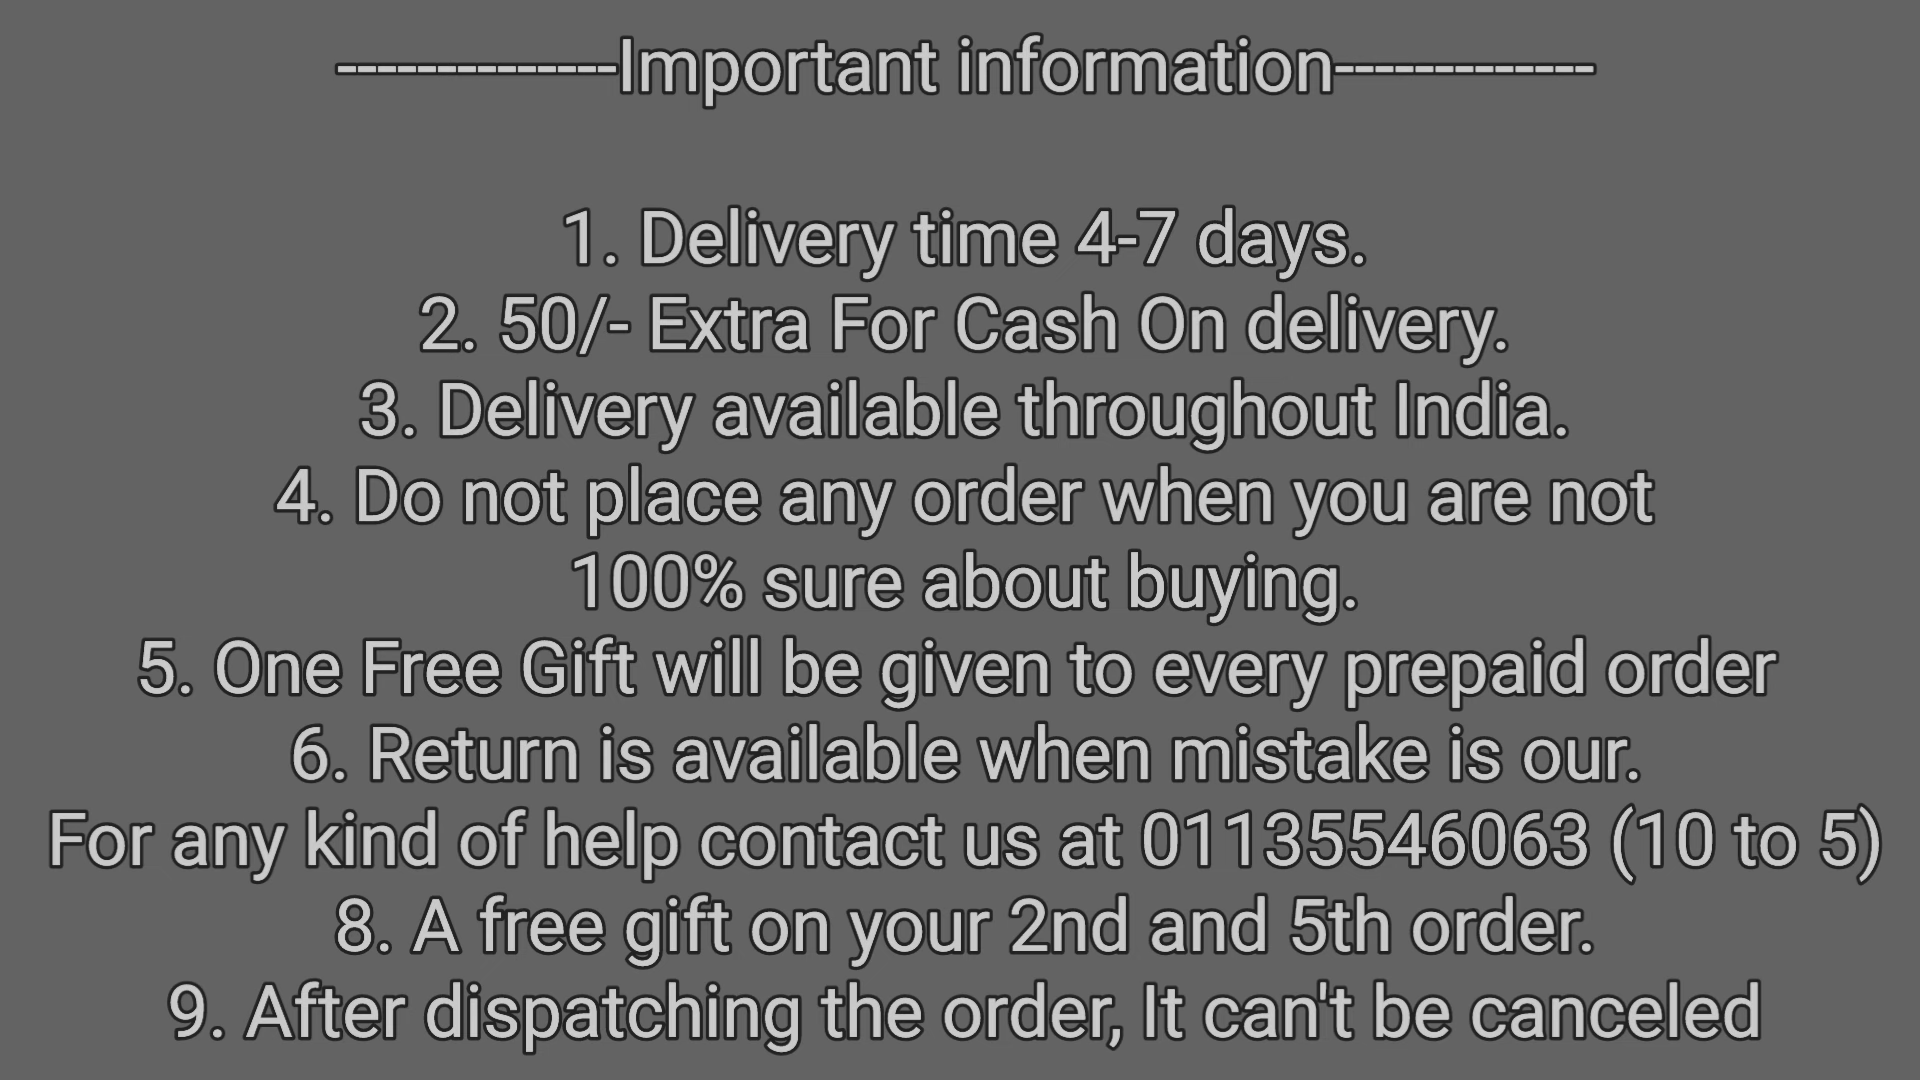 --------------Important information-------------
1. Delivery time 4-7 days.
2. 50/- Extra For Cash On delivery.
3. Delivery available throughout India.
4. Do not place any order when you are not
100% sure about buying.
5. One Free Gift will be given to every prepaid order
6. Return is available when mistake is our.
For any kind of help contact us at 01135546063 (10 to 5)
8. A free gift on your 2nd and 5th order.
9. After dispatching the order, It can't be canceled